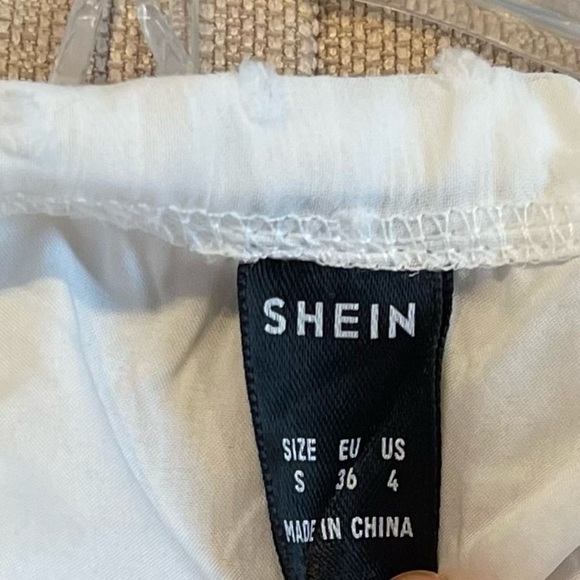 SHEIN
SIZE EU US
S 36 4
MADE IN CHINA